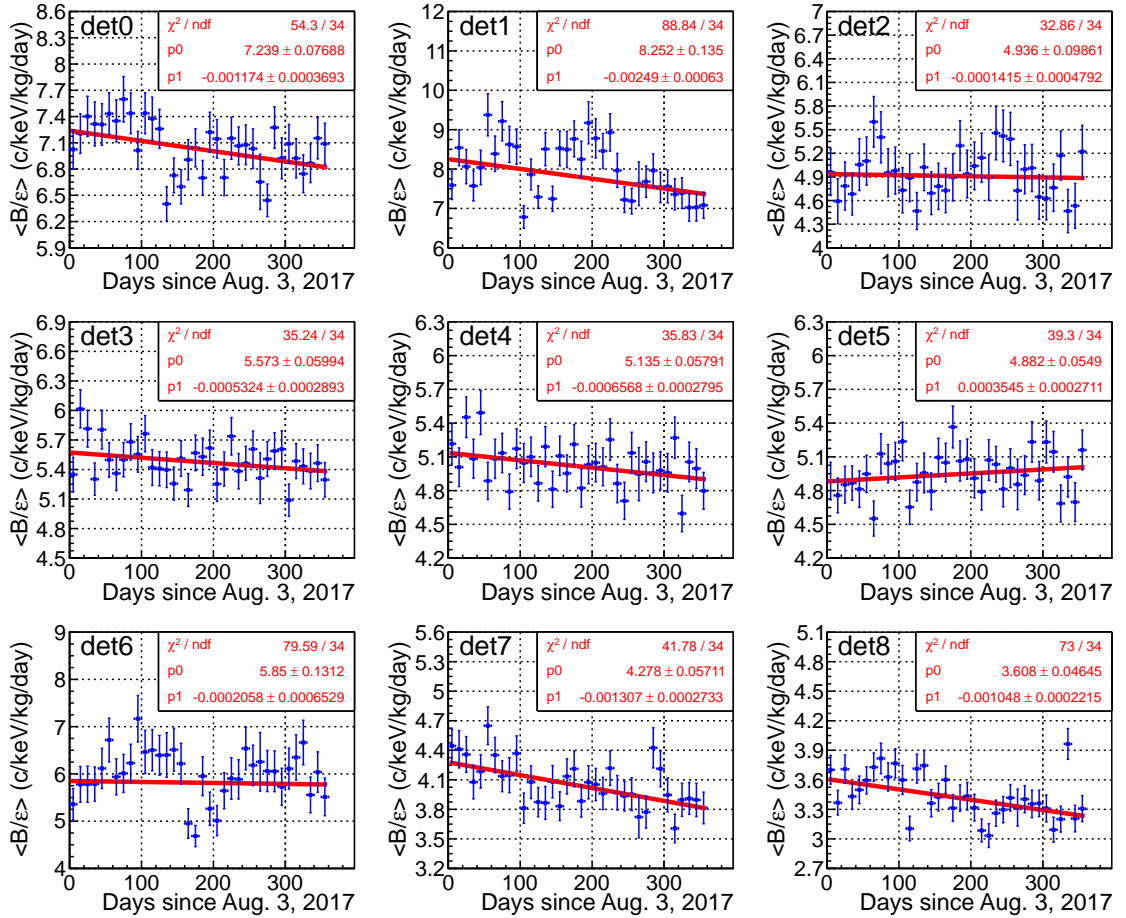 det0
χ² / ndf 54.3 / 34
p0 7.239 ± 0.07688
p1 -0.001174 ± 0.0003693
<B/ε> (c/keV/kg/day)
8.6
8.3
8
7.7
7.4
7.1
6.8
6.5
6.2
5.9
0 100 200 300
Days since Aug. 3, 2017
det1
χ² / ndf 88.84 / 34
p0 8.252 ± 0.135
p1 -0.00249 ± 0.00063
<B/ε> (c/keV/kg/day)
12
11
10
9
8
7
6
0 100 200 300
Days since Aug. 3, 2017
det2
χ² / ndf 32.86 / 34
p0 4.936 ± 0.09861
p1 -0.0001415 ± 0.0004792
<B/ε> (c/keV/kg/day)
7
6.7
6.4
6.1
5.8
5.5
5.2
4.9
4.6
4.3
4
0 100 200 300
Days since Aug. 3, 2017
det3
χ² / ndf 35.24 / 34
p0 5.573 ± 0.05994
p1 -0.0005324 ± 0.0002893
<B/ε> (c/keV/kg/day)
6.9
6.6
6.3
6
5.7
5.4
5.1
4.8
4.5
0 100 200 300
Days since Aug. 3, 2017
det4
χ² / ndf 35.83 / 34
p0 5.135 ± 0.05791
p1 -0.0006568 ± 0.0002795
<B/ε> (c/keV/kg/day)
6.3
6
5.7
5.4
5.1
4.8
4.5
4.2
0 100 200 300
Days since Aug. 3, 2017
det5
χ² / ndf 39.3 / 34
p0 4.882 ± 0.0549
p1 0.0003545 ± 0.0002711
<B/ε> (c/keV/kg/day)
6.3
6
5.7
5.4
5.1
4.8
4.5
4.2
0 100 200 300
Days since Aug. 3, 2017
det6
χ² / ndf 79.59 / 34
p0 5.85 ± 0.1312
p1 -0.0002058 ± 0.0006529
<B/ε> (c/keV/kg/day)
9
8
7
6
5
4
0 100 200 300
Days since Aug. 3, 2017
det7
χ² / ndf 41.78 / 34
p0 4.278 ± 0.05711
p1 -0.001307 ± 0.0002733
<B/ε> (c/keV/kg/day)
5.6
5.2
4.8
4.4
4
3.6
3.2
0 100 200 300
Days since Aug. 3, 2017
det8
χ² / ndf 73 / 34
p0 3.608 ± 0.04645
p1 -0.001048 ± 0.0002215
<B/ε> (c/keV/kg/day)
5.1
4.8
4.5
4.2
3.9
3.6
3.3
3
2.7
0 100 200 300
Days since Aug. 3, 2017